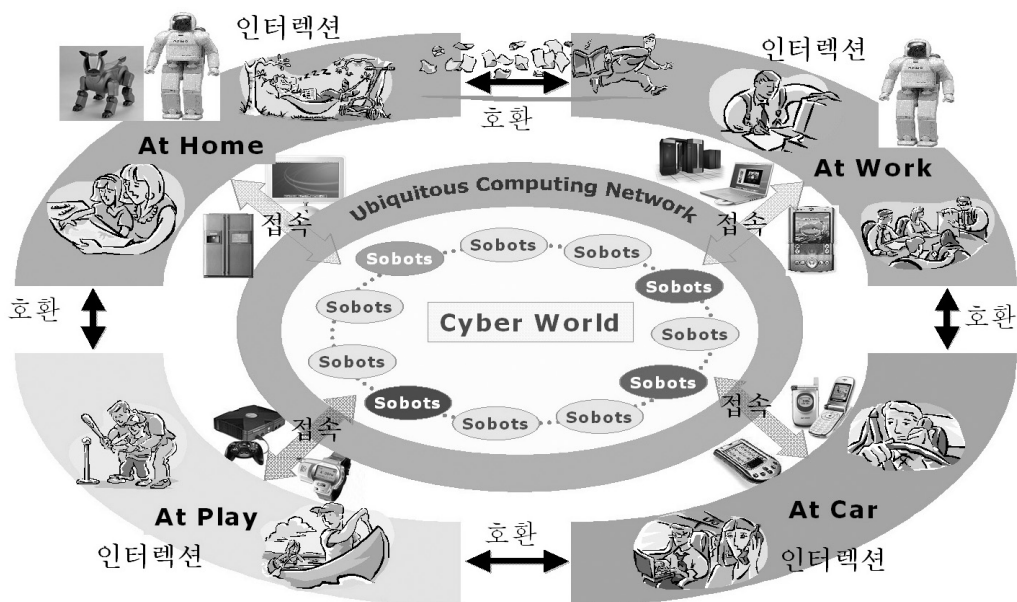 인터렉션
인터렉션
호환
At Home
At Work
Ubiquitous Computing Network
접속
접속
Sobots
Sobots
Sobots
Sobots
Sobots
Sobots
Sobots
Sobots
Sobots
Sobots
Sobots
Sobots
Cyber World
호환
호환
접속
접속
At Play
At Car
인터렉션
호환
인터렉션